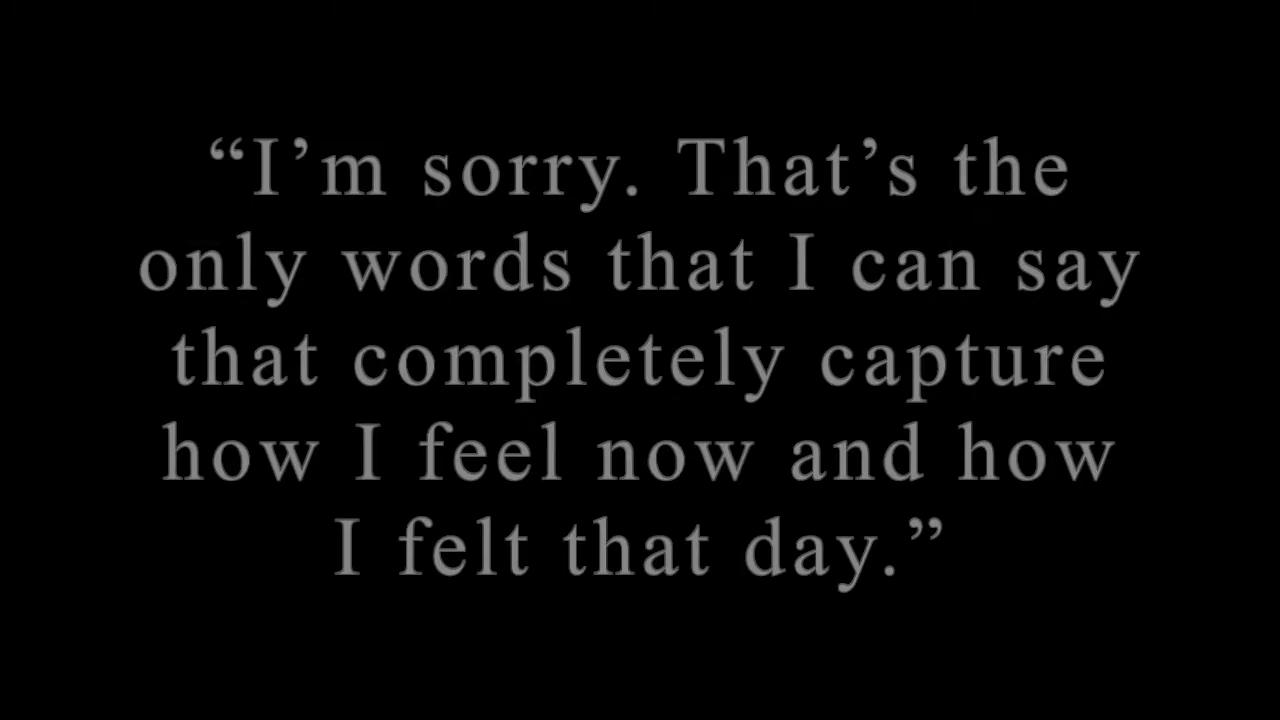 “I’m sorry. That’s the
only words that I can say
that completely capture
how I feel now and how
I felt that day.”